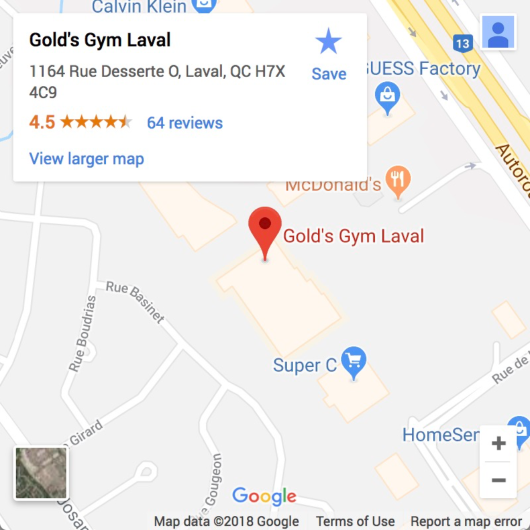 Calvin Klein
Gold's Gym Laval
1164 Rue Desserte O, Laval, QC H7X
4C9
4.5
64 reviews
View larger map
Save
13
GUESS Factory
McDonald's
Autorou
Gold's Gym Laval
Rue Basinet
Rue Boudrias
Super C
Rue de
HomeSen
Girard
Gougeon
Josar
+
−
Google
Map data ©2018 Google
Terms of Use
Report a map error